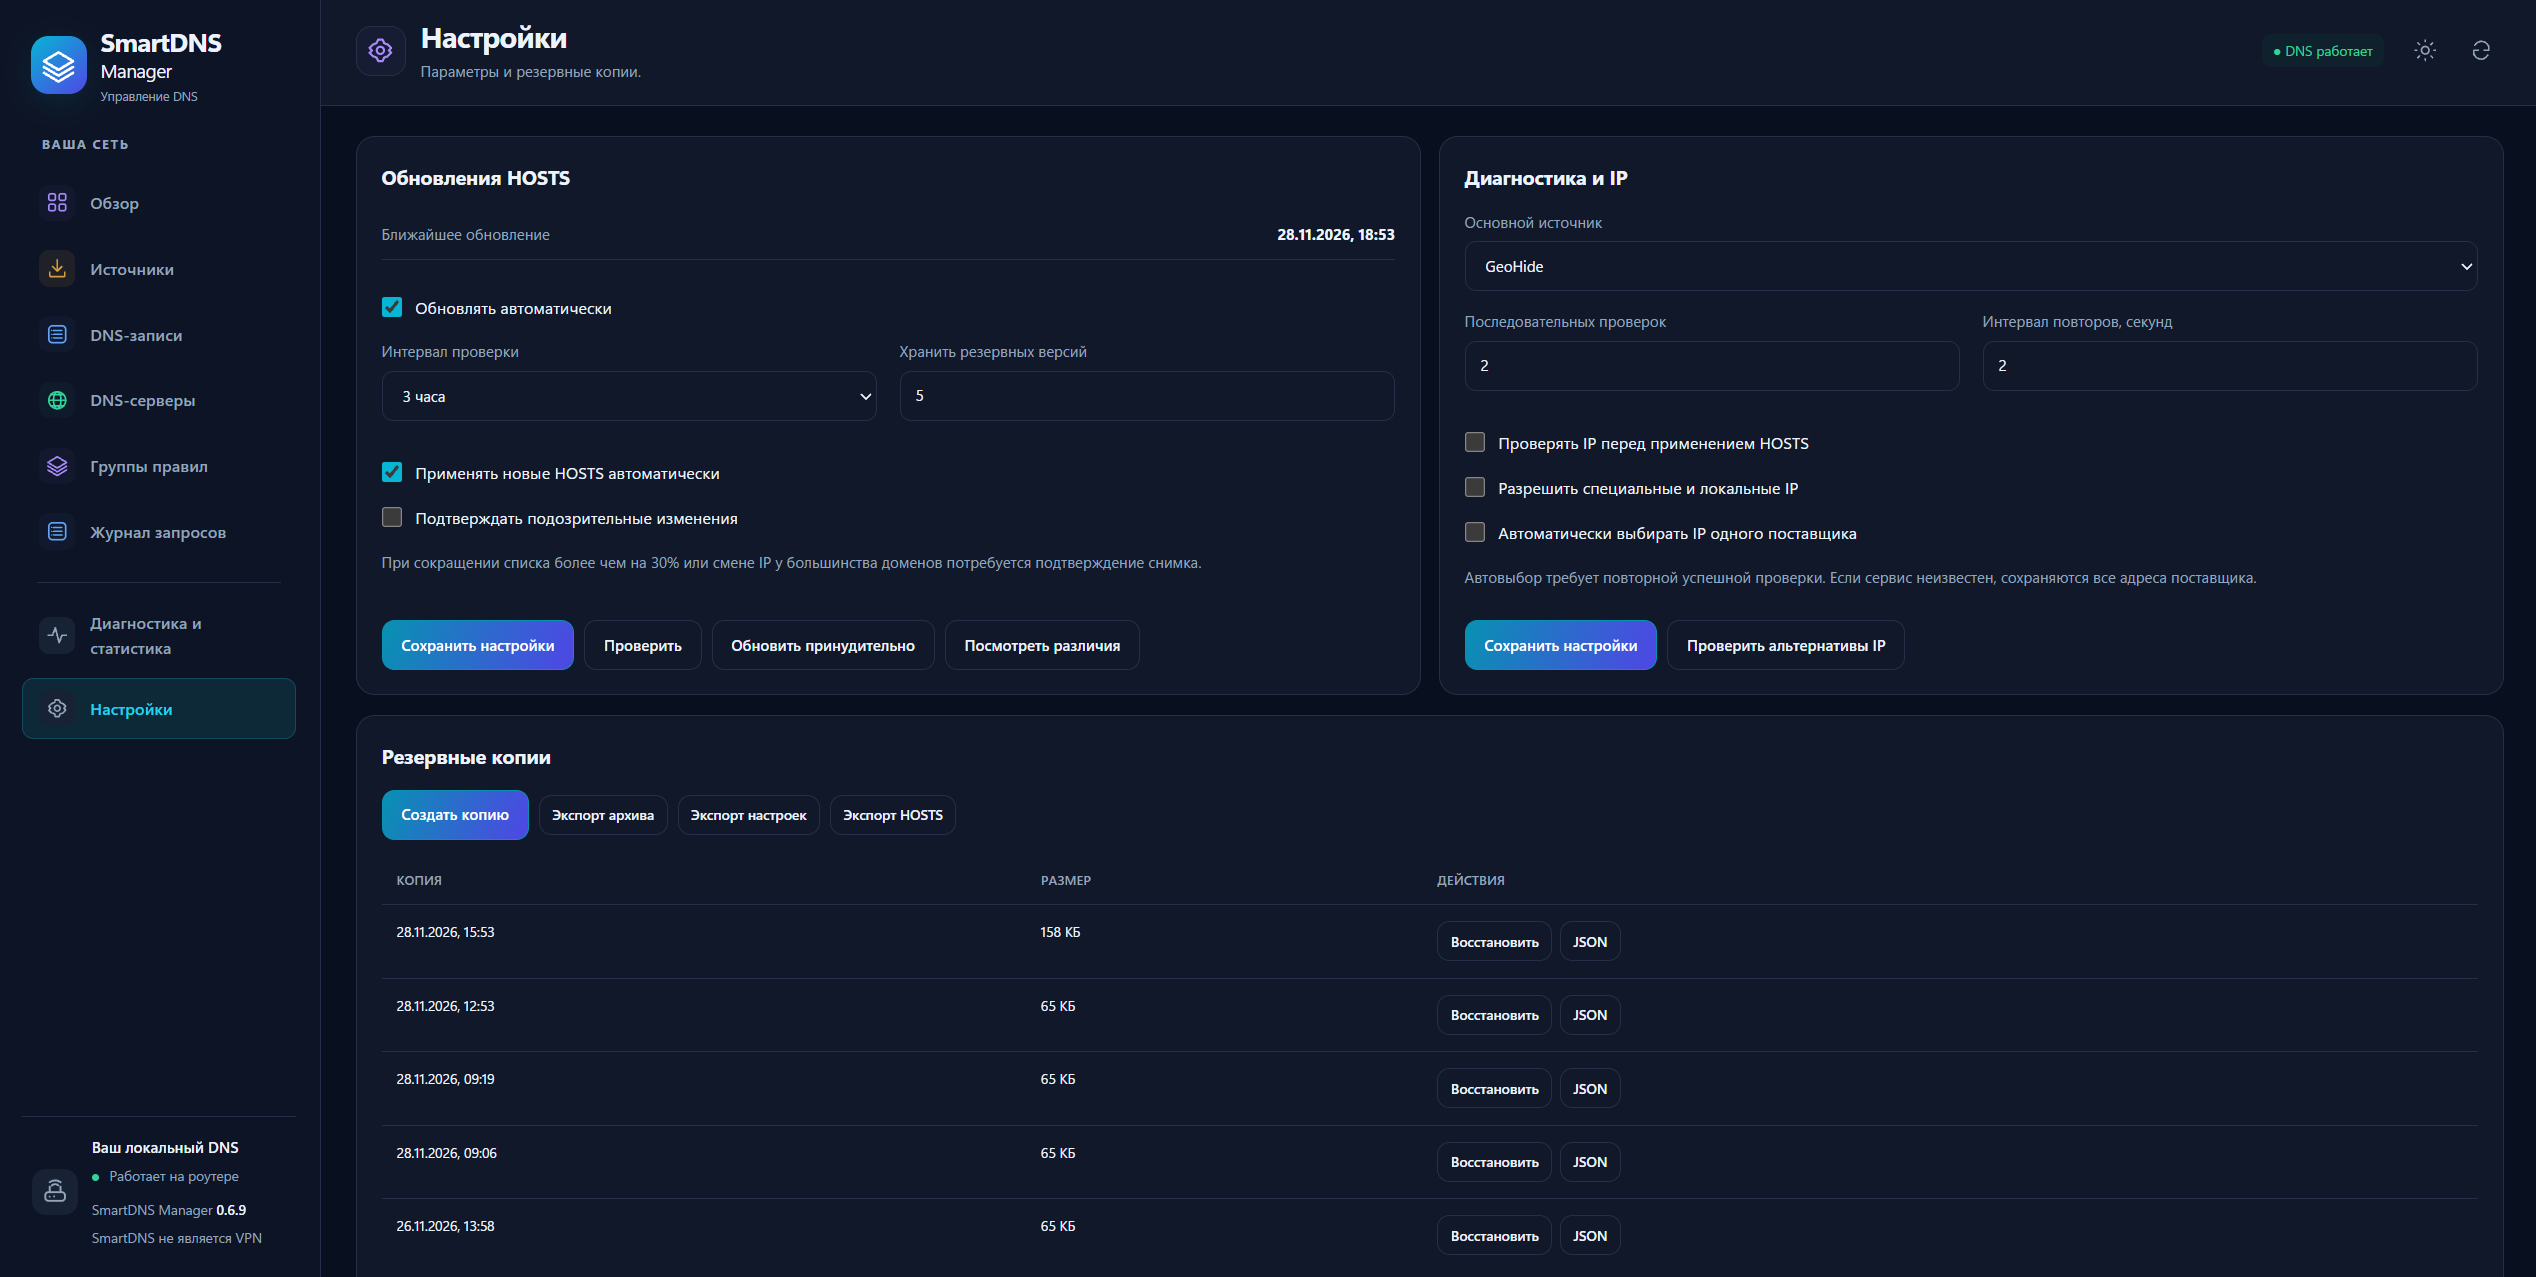 SmartDNS
Manager
Управление DNS
ВАША СЕТЬ
Обзор
Источники
DNS-записи
DNS-серверы
Группы правил
Журнал запросов
Диагностика и
статистика
Настройки
Ваш локальный DNS
Работает на роутере
SmartDNS Manager 0.6.9
SmartDNS не является VPN
Настройки
Параметры и резервные копии.
DNS работает
Обновления HOSTS
Ближайшее обновление 28.11.2026, 18:53
Обновлять автоматически
Интервал проверки Хранить резервных версий
3 часа 5
Применять новые HOSTS автоматически
Подтверждать подозрительные изменения
При сокращении списка более чем на 30% или смене IP у большинства доменов потребуется подтверждение снимка.
Сохранить настройки Проверить Обновить принудительно Посмотреть различия
Диагностика и IP
Основной источник
GeoHide
Последовательных проверок Интервал повторов, секунд
2 2
Проверять IP перед применением HOSTS
Разрешить специальные и локальные IP
Автоматически выбирать IP одного поставщика
Автовыбор требует повторной успешной проверки. Если сервис неизвестен, сохраняются все адреса поставщика.
Сохранить настройки Проверить альтернативы IP
Резервные копии
Создать копию Экспорт архива Экспорт настроек Экспорт HOSTS
КОПИЯ РАЗМЕР ДЕЙСТВИЯ
28.11.2026, 15:53 158 КБ Восстановить JSON
28.11.2026, 12:53 65 КБ Восстановить JSON
28.11.2026, 09:19 65 КБ Восстановить JSON
28.11.2026, 09:06 65 КБ Восстановить JSON
26.11.2026, 13:58 65 КБ Восстановить JSON